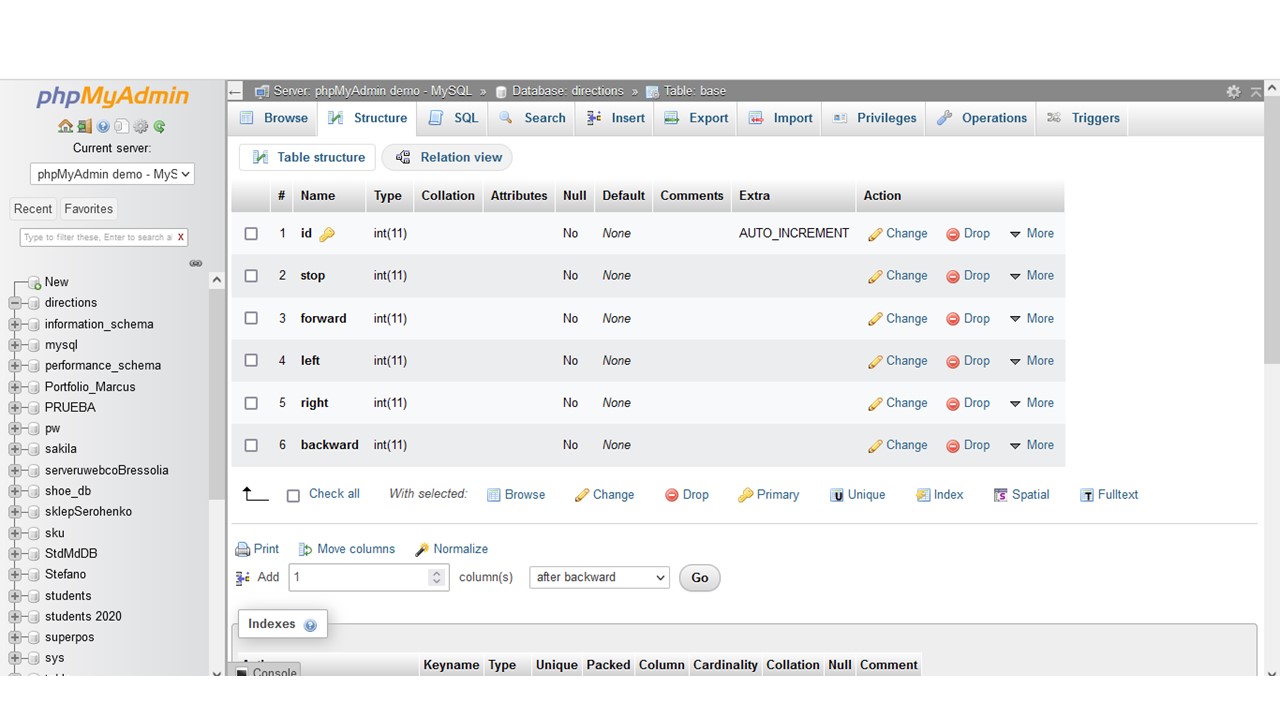 phpMyAdmin
Current server:
phpMyAdmin demo - MyS
Recent Favorites
Type to filter these, Enter to search a X
New
directions
information_schema
mysql
performance_schema
Portfolio_Marcus
PRUEBA
pw
sakila
serveruwebcoBressolia
shoe_db
sklepSerohenko
sku
StdMdDB
Stefano
students
students 2020
superpos
sys
Server: phpMyAdmin demo - MySQL » Database: directions » Table: base
Browse Structure SQL Search Insert Export Import Privileges Operations Triggers
Table structure Relation view
# Name Type Collation Attributes Null Default Comments Extra Action
1 id int(11) No None AUTO_INCREMENT Change Drop More
2 stop int(11) No None Change Drop More
3 forward int(11) No None Change Drop More
4 left int(11) No None Change Drop More
5 right int(11) No None Change Drop More
6 backward int(11) No None Change Drop More
Check all With selected: Browse Change Drop Primary Unique Index Spatial Fulltext
Print Move columns Normalize
Add 1 column(s) after backward Go
Indexes
Keyname Type Unique Packed Column Cardinality Collation Null Comment
Console